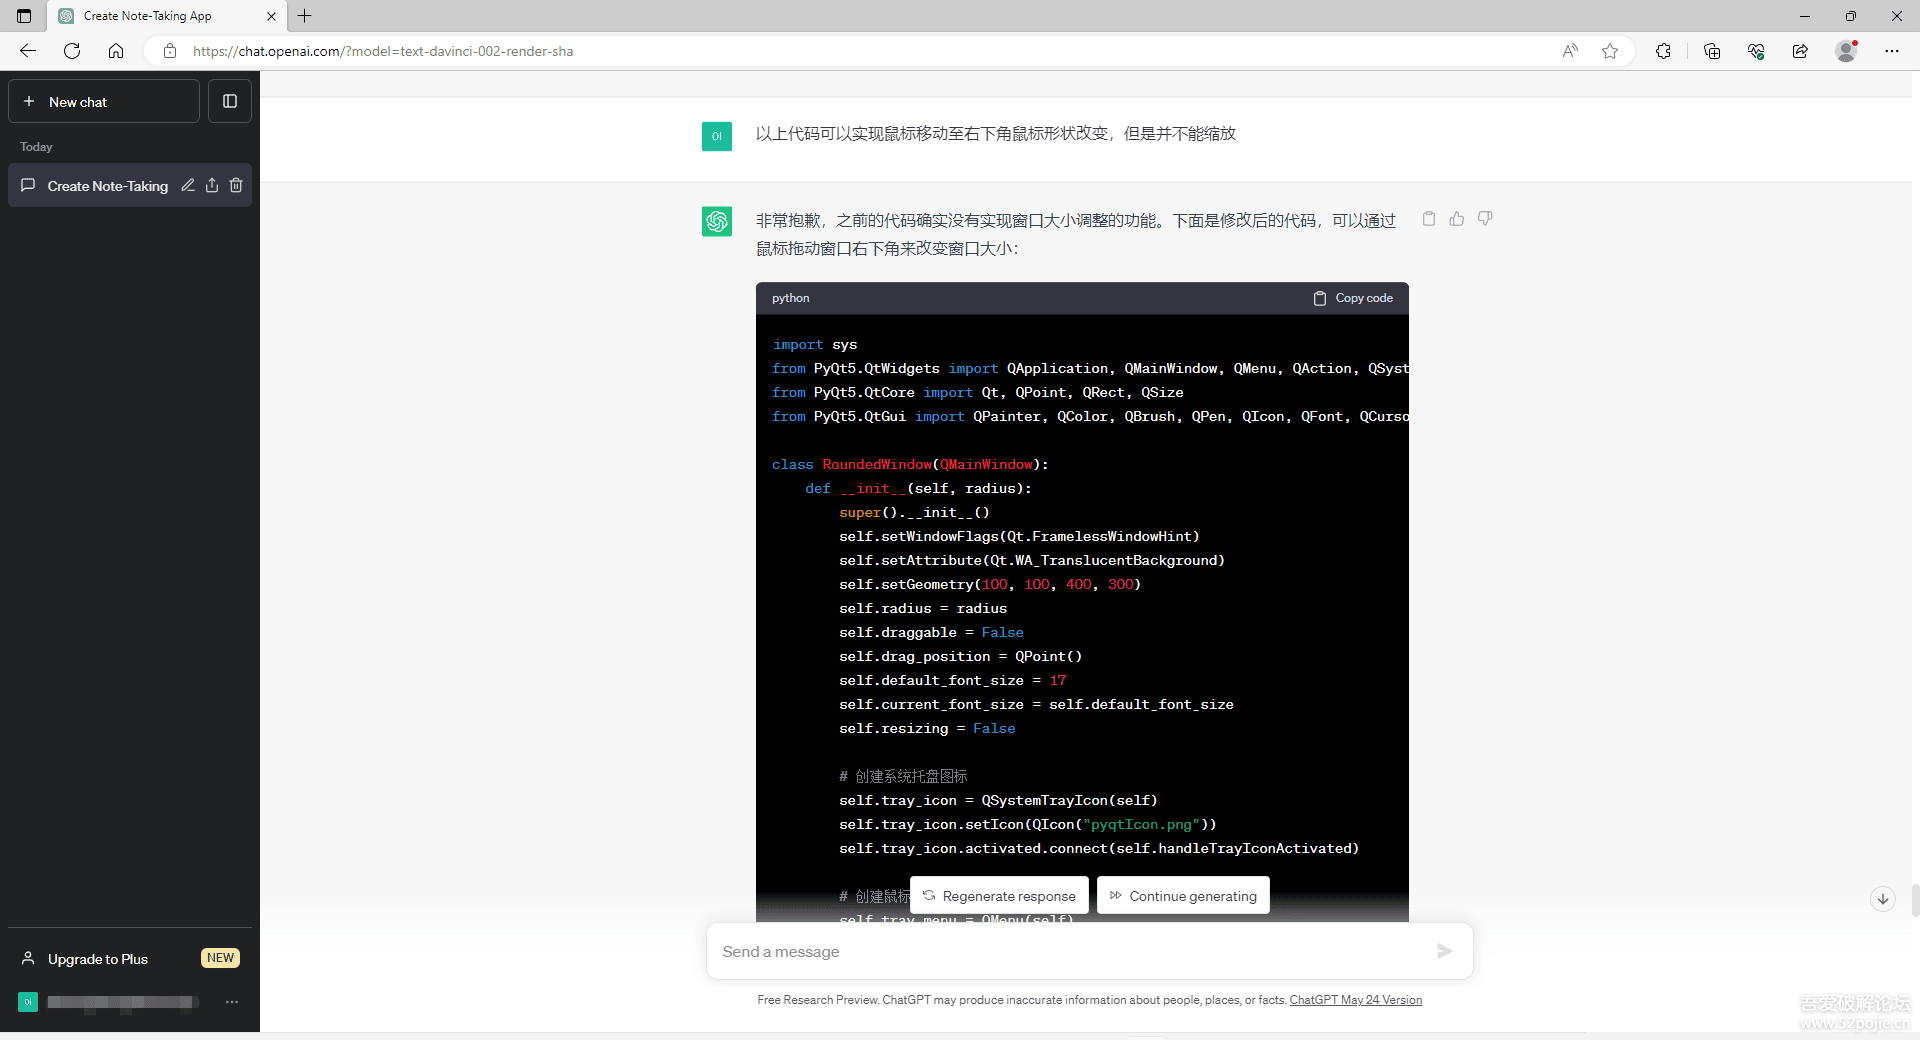 Create Note-Taking App
https://chat.openai.com/?model=text-davinci-002-render-sha
New chat
Today
Create Note-Taking
OI
以上代码可以实现鼠标移动至右下角鼠标形状改变，但是并不能缩放
非常抱歉，之前的代码确实没有实现窗口大小调整的功能。下面是修改后的代码，可以通过
鼠标拖动窗口右下角来改变窗口大小：
python
Copy code
import sys
from PyQt5.QtWidgets import QApplication, QMainWindow, QMenu, QAction, QSyst
from PyQt5.QtCore import Qt, QPoint, QRect, QSize
from PyQt5.QtGui import QPainter, QColor, QBrush, QPen, QIcon, QFont, QCurso
class RoundedWindow(QMainWindow):
def __init__(self, radius):
super().__init__()
self.setWindowFlags(Qt.FramelessWindowHint)
self.setAttribute(Qt.WA_TranslucentBackground)
self.setGeometry(100, 100, 400, 300)
self.radius = radius
self.draggable = False
self.drag_position = QPoint()
self.default_font_size = 17
self.current_font_size = self.default_font_size
self.resizing = False
# 创建系统托盘图标
self.tray_icon = QSystemTrayIcon(self)
self.tray_icon.setIcon(QIcon("pyqtIcon.png"))
self.tray_icon.activated.connect(self.handleTrayIconActivated)
# 创建鼠标
Regenerate response
Continue generating
self.tray_menu = QMenu(self)
Send a message
Free Research Preview. ChatGPT may produce inaccurate information about people, places, or facts. ChatGPT May 24 Version
Upgrade to Plus
NEW
OI
吾爱破解论坛
www.52pojie.cn